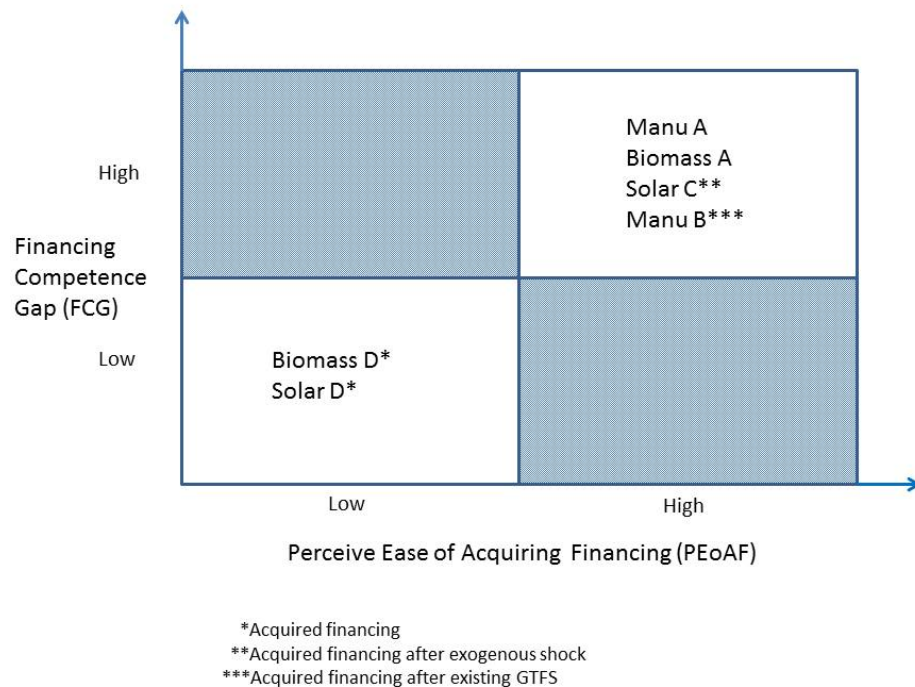 High
Financing
Competence
Gap (FCG)
Low
Manu A
Biomass A
Solar C**
Manu B***
Biomass D*
Solar D*
Low
High
Perceive Ease of Acquiring Financing (PEoAF)
*Acquired financing
**Acquired financing after exogenous shock
***Acquired financing after existing GTFS